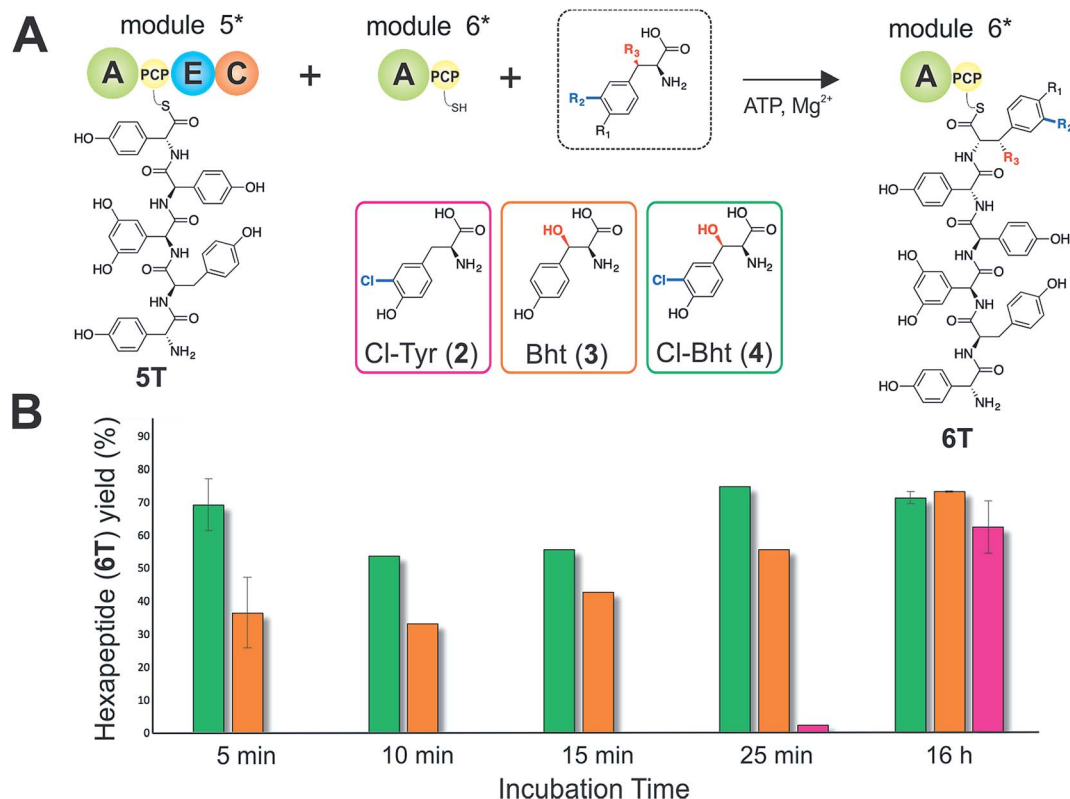 A
module 5*
module 6*
module 6*
A PCP E C
+
A PCP
+
A PCP
S
SH
S
R3
HO
O
NH2
R2
R1
ATP, Mg2+
O
R1
R2
R3
HO
O
NH
O
OH
NH
HO
O
OH
NH
HO
O
HN
O
HO
NH2
5T
HO
O
NH2
Cl
HO
Cl-Tyr (2)
HO
HO
O
NH2
HO
Bht (3)
HO
HO
O
NH2
Cl
HO
Cl-Bht (4)
HN
O
HO
NH
O
OH
HN
HO
O
NH
OH
HO
O
HN
O
HO
NH2
6T
B
Hexapeptide (6T) yield (%)
90
80
70
60
50
40
30
20
10
0
5 min
10 min
15 min
25 min
16 h
Incubation Time